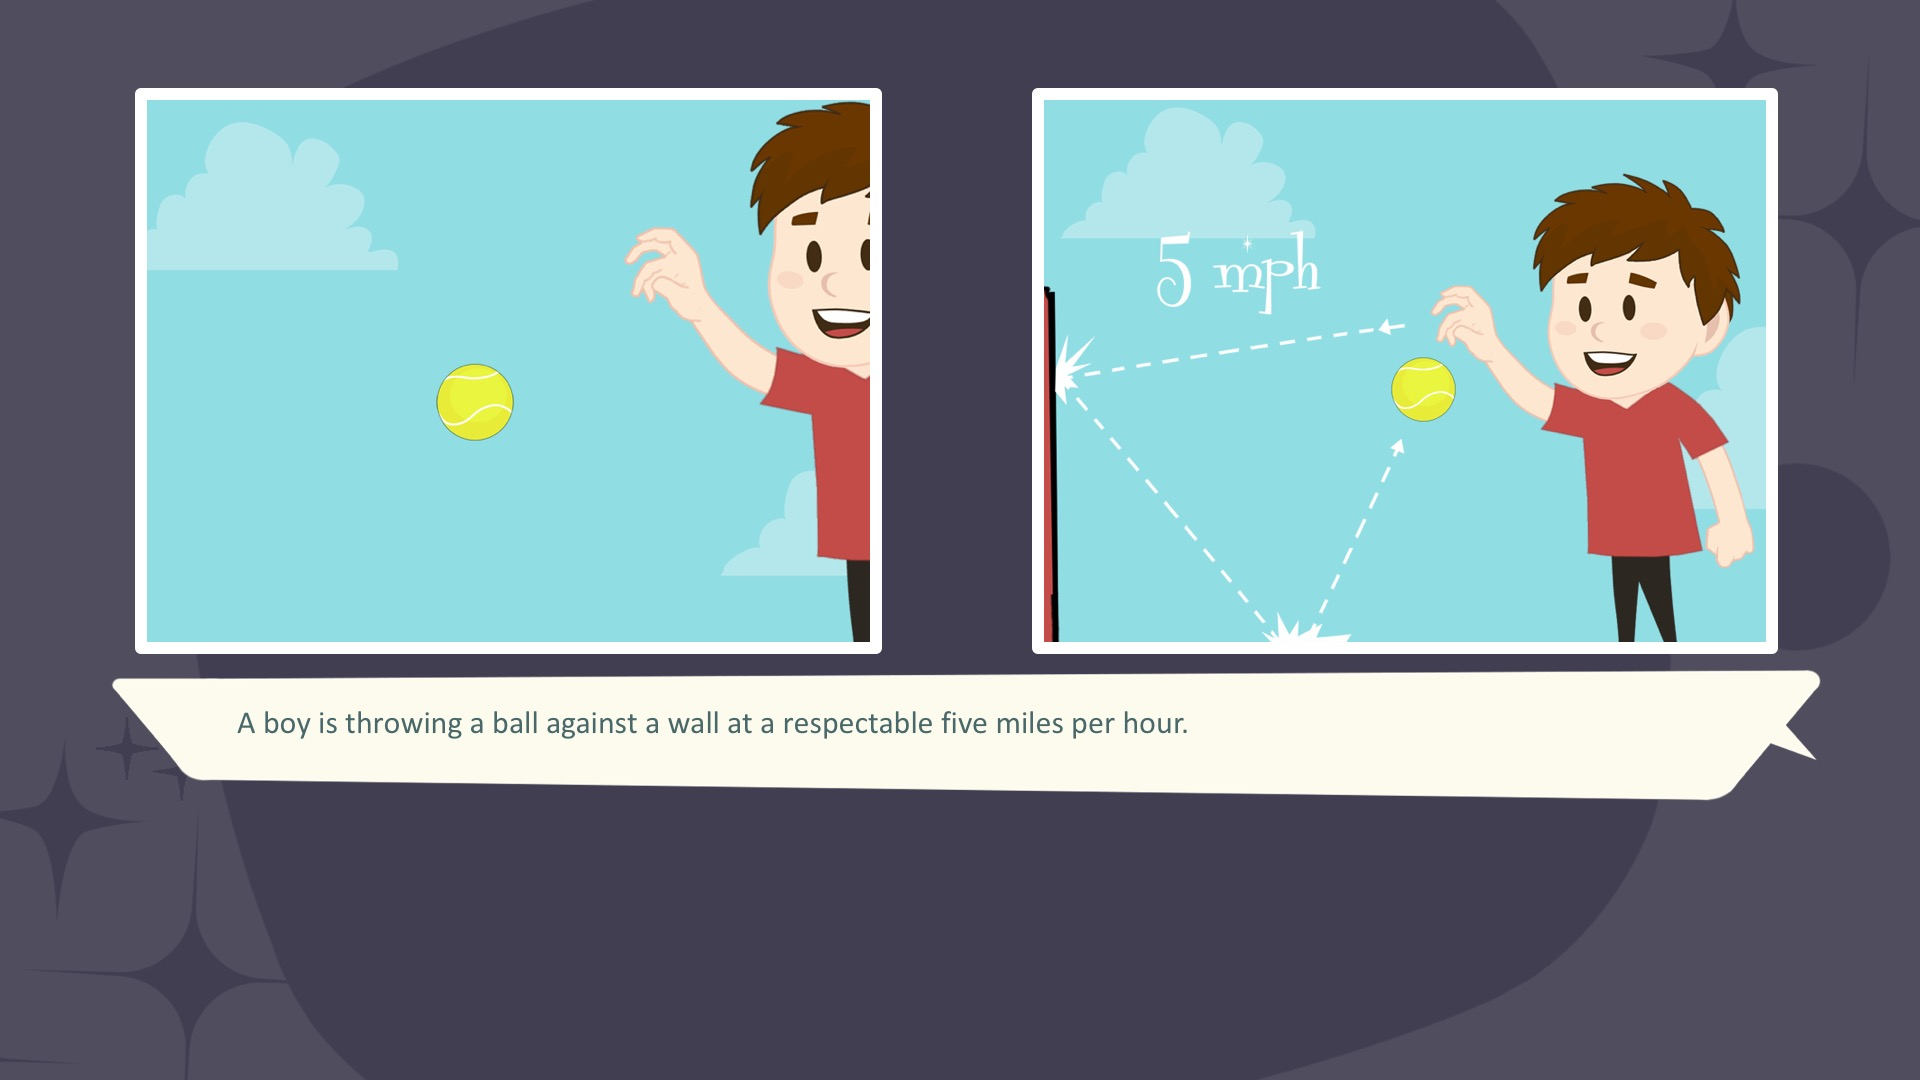 5 mph
A boy is throwing a ball against a wall at a respectable five miles per hour.